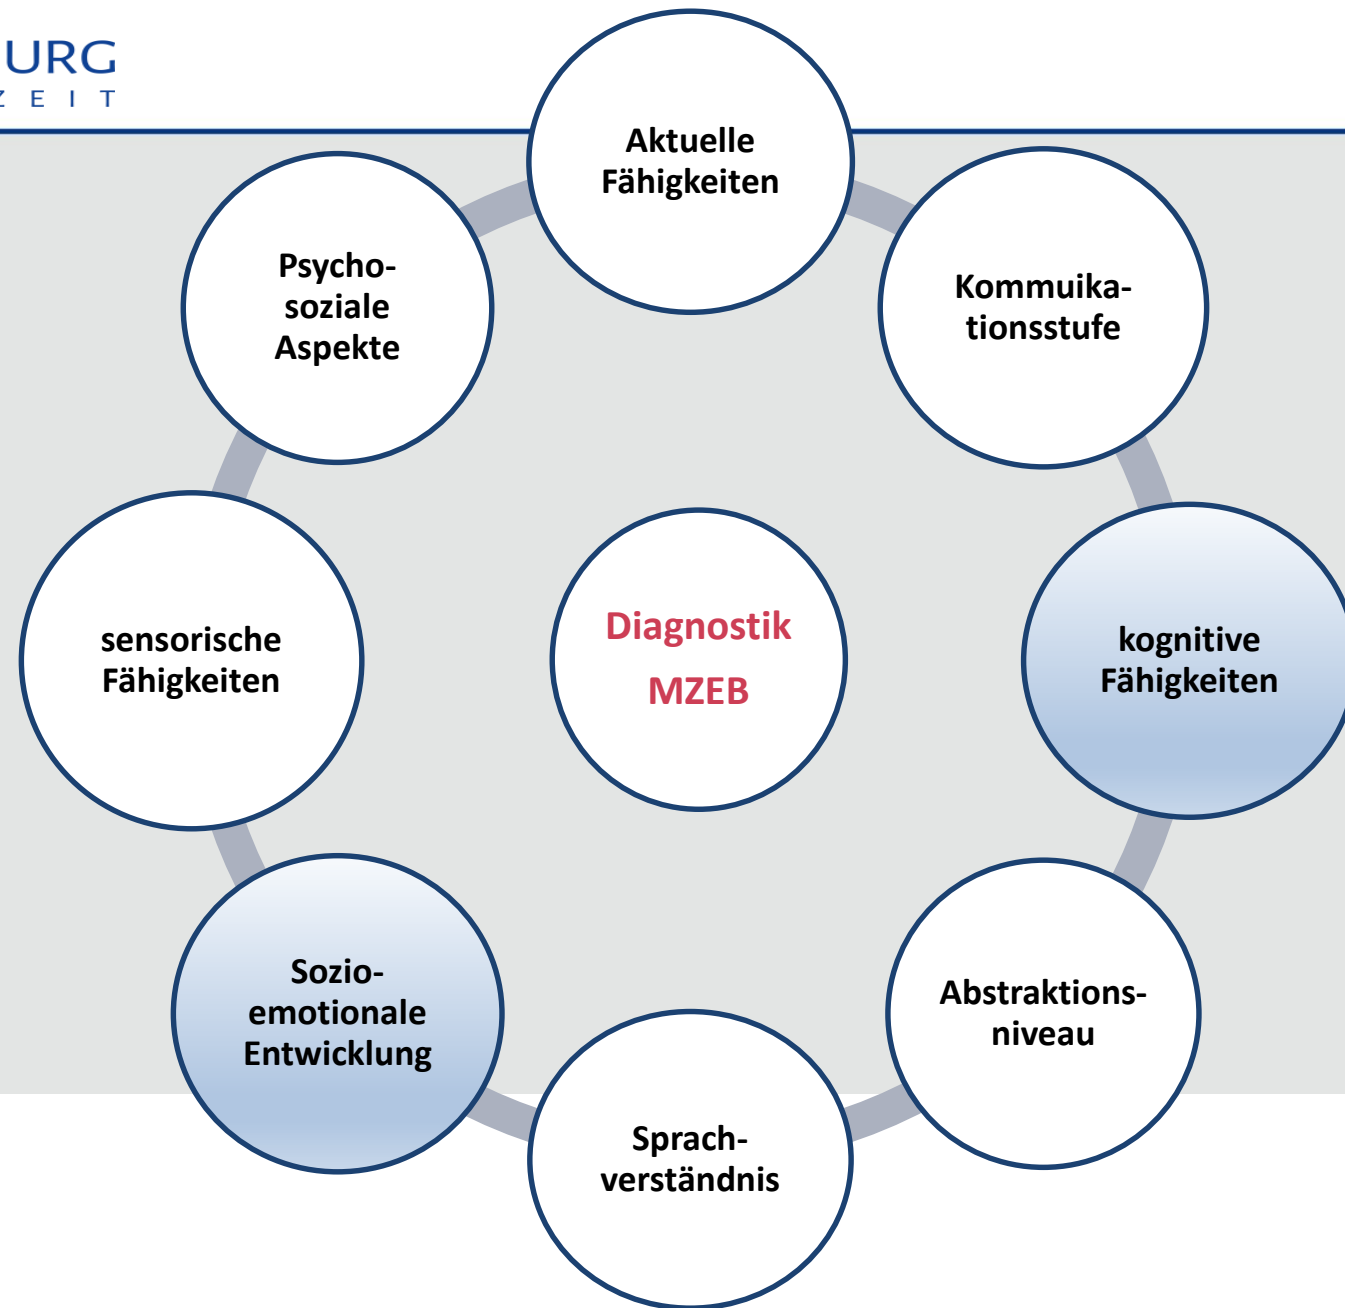 URG
ZEIT
Aktuelle
Fähigkeiten
Psycho-
soziale
Aspekte
Kommuika-
tionsstufe
sensorische
Fähigkeiten
Diagnostik
MZEB
kognitive
Fähigkeiten
Sozio-
emotionale
Entwicklung
Abstraktions-
niveau
Sprach-
verständnis